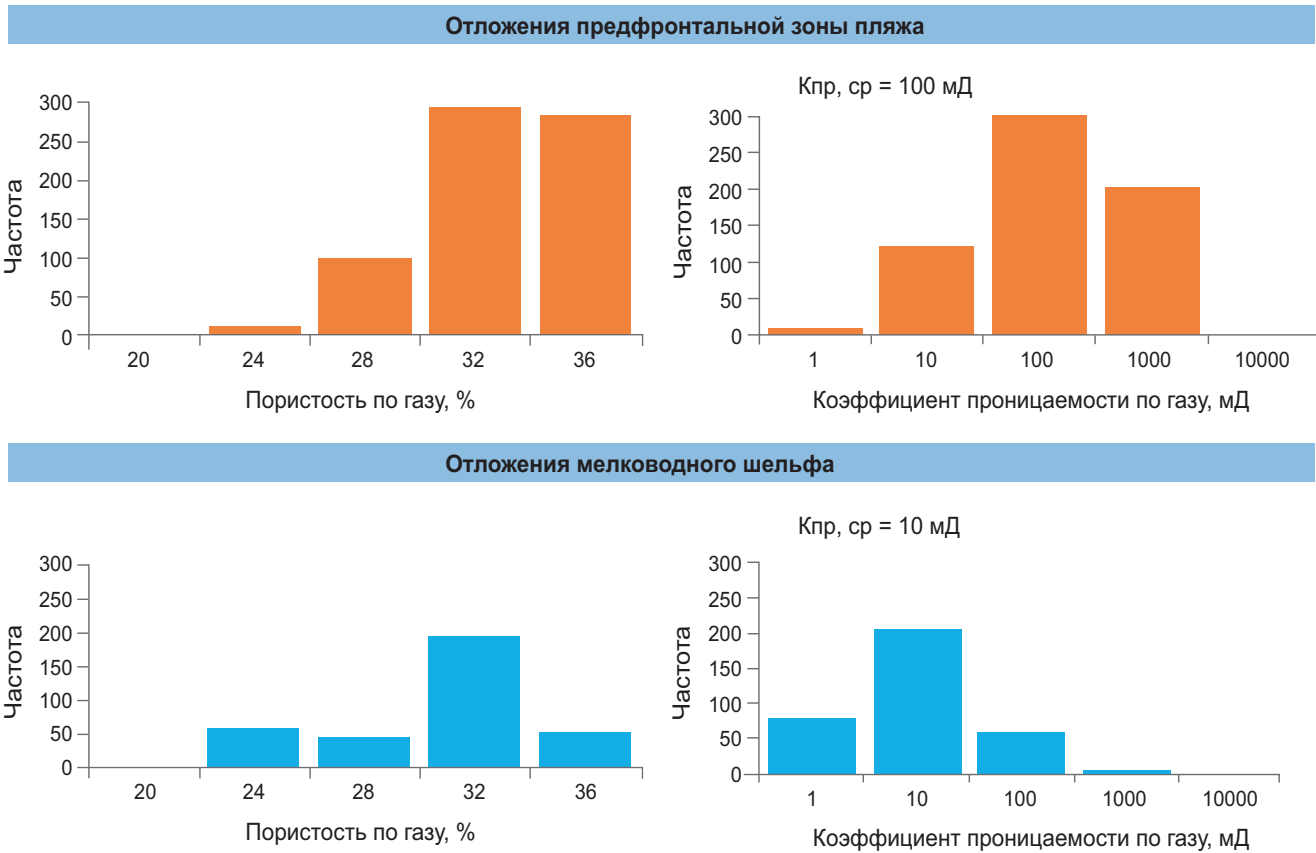 Отложения предфронтальной зоны пляжа
300
250
200
150
100
50
0
Частота
20 24 28 32 36
Пористость по газу, %
Кпр, ср = 100 мД
300
250
200
150
100
50
0
Частота
1 10 100 1000 10000
Коэффициент проницаемости по газу, мД
Отложения мелководного шельфа
300
250
200
150
100
50
0
Частота
20 24 28 32 36
Пористость по газу, %
Кпр, ср = 10 мД
300
250
200
150
100
50
0
Частота
1 10 100 1000 10000
Коэффициент проницаемости по газу, мД